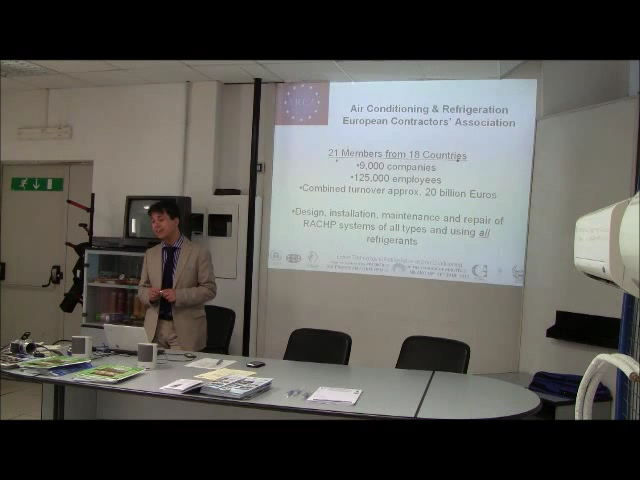 AREA
Air Conditioning & Refrigeration
European Contractors' Association
21 Members from 18 Countries
•9,000 companies
•125,000 employees
•Combined turnover approx. 20 billion Euros
•Design, installation, maintenance and repair of
RACHP systems of all types and using all
refrigerants